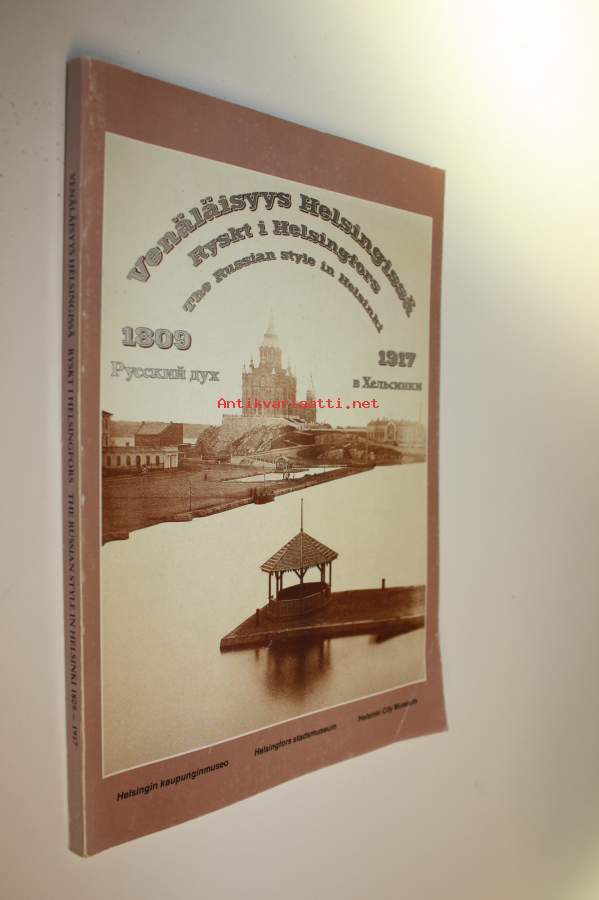 Venäläisyys Helsingissä
Ryskt i Helsingfors
The Russian style in Helsinki
1809
1917
Русский дух
в Хельсинки
Antikvariaatti.net
Helsingin kaupunginmuseo
Helsingfors stadsmuseum
Helsinki City Museum
VENÄLÄISYYS HELSINGISSÄ RYSKT I HELSINGFORS THE RUSSIAN STYLE IN HELSINKI 1809 – 1917